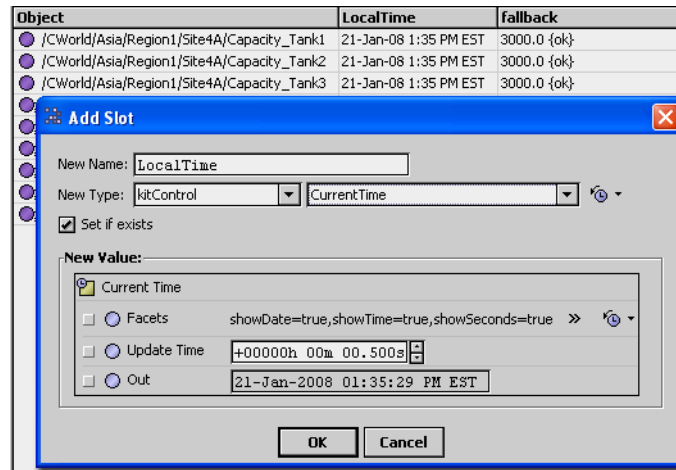 Object LocalTime fallback
/CWorld/Asia/Region1/Site4A/Capacity_Tank1 21-Jan-08 1:35 PM EST 3000.0 {ok}
/CWorld/Asia/Region1/Site4A/Capacity_Tank2 21-Jan-08 1:35 PM EST 3000.0 {ok}
/CWorld/Asia/Region1/Site4A/Capacity_Tank3 21-Jan-08 1:35 PM EST 3000.0 {ok}
Add Slot
New Name: LocalTime
New Type: kitControl CurrentTime
Set if exists
New Value:
Current Time
Facets showDate=true,showTime=true,showSeconds=true »
Update Time +00000h 00m 00.500s
Out 21-Jan-2008 01:35:29 PM EST
OK Cancel